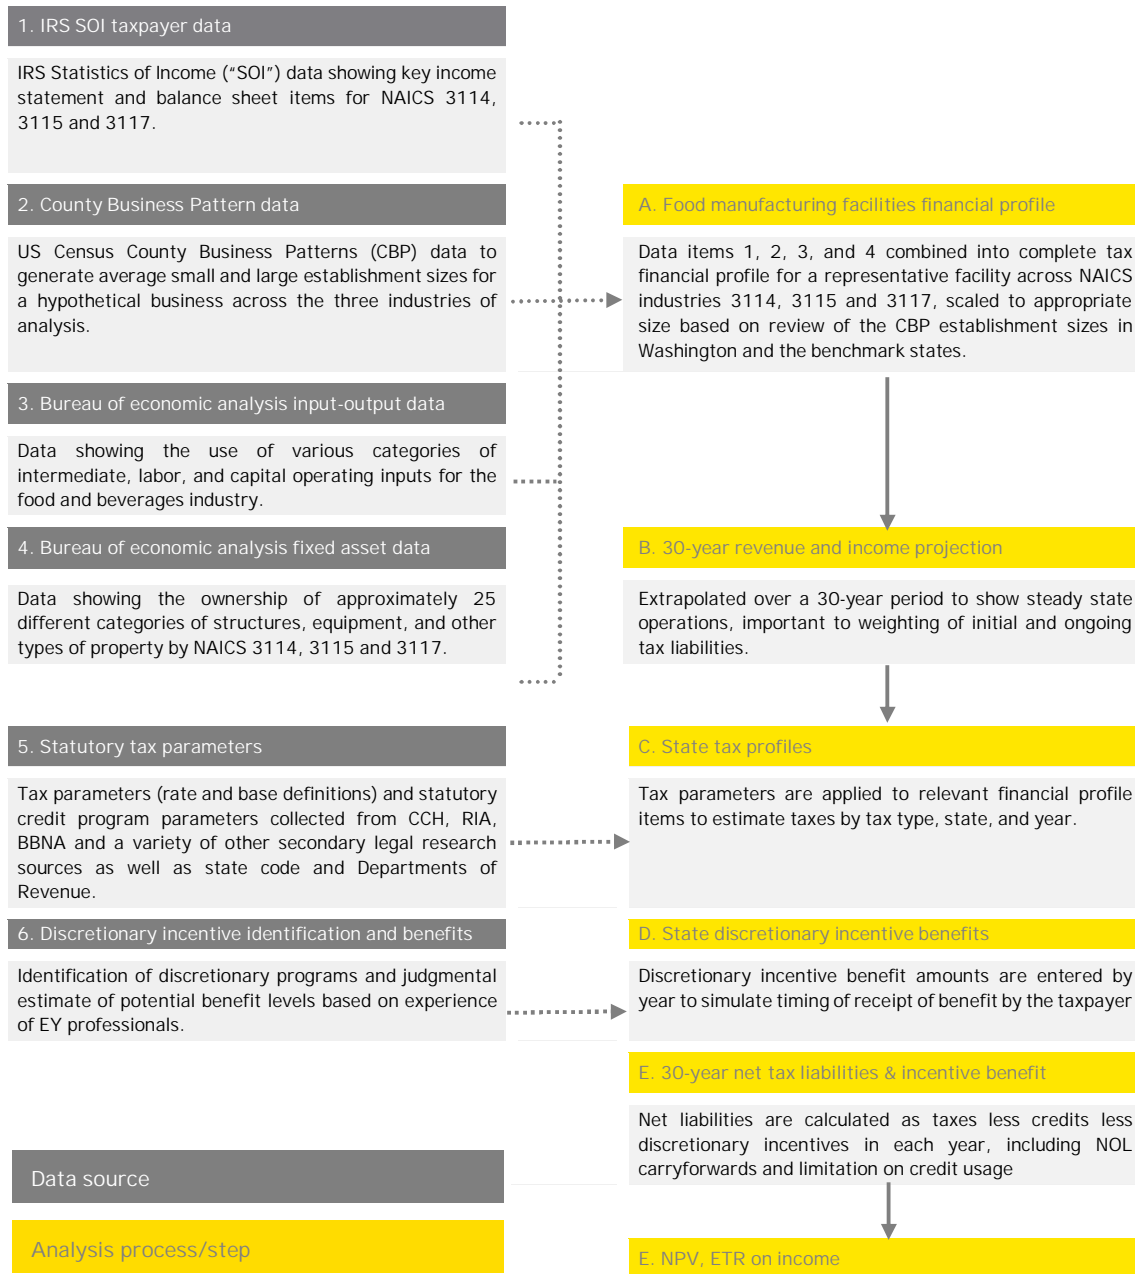 1. IRS SOI taxpayer data
IRS Statistics of Income (“SOI”) data showing key income
statement and balance sheet items for NAICS 3114,
3115 and 3117.
2. County Business Pattern data
US Census County Business Patterns (CBP) data to
generate average small and large establishment sizes for
a hypothetical business across the three industries of
analysis.
3. Bureau of economic analysis input-output data
Data showing the use of various categories of
intermediate, labor, and capital operating inputs for the
food and beverages industry.
4. Bureau of economic analysis fixed asset data
Data showing the ownership of approximately 25
different categories of structures, equipment, and other
types of property by NAICS 3114, 3115 and 3117.
5. Statutory tax parameters
Tax parameters (rate and base definitions) and statutory
credit program parameters collected from CCH, RIA,
BBNA and a variety of other secondary legal research
sources as well as state code and Departments of
Revenue.
6. Discretionary incentive identification and benefits
Identification of discretionary programs and judgmental
estimate of potential benefit levels based on experience
of EY professionals.
Data source
Analysis process/step
A. Food manufacturing facilities financial profile
Data items 1, 2, 3, and 4 combined into complete tax
financial profile for a representative facility across NAICS
industries 3114, 3115 and 3117, scaled to appropriate
size based on review of the CBP establishment sizes in
Washington and the benchmark states.
B. 30-year revenue and income projection
Extrapolated over a 30-year period to show steady state
operations, important to weighting of initial and ongoing
tax liabilities.
C. State tax profiles
Tax parameters are applied to relevant financial profile
items to estimate taxes by tax type, state, and year.
D. State discretionary incentive benefits
Discretionary incentive benefit amounts are entered by
year to simulate timing of receipt of benefit by the taxpayer
E. 30-year net tax liabilities & incentive benefit
Net liabilities are calculated as taxes less credits less
discretionary incentives in each year, including NOL
carryforwards and limitation on credit usage
E. NPV, ETR on income